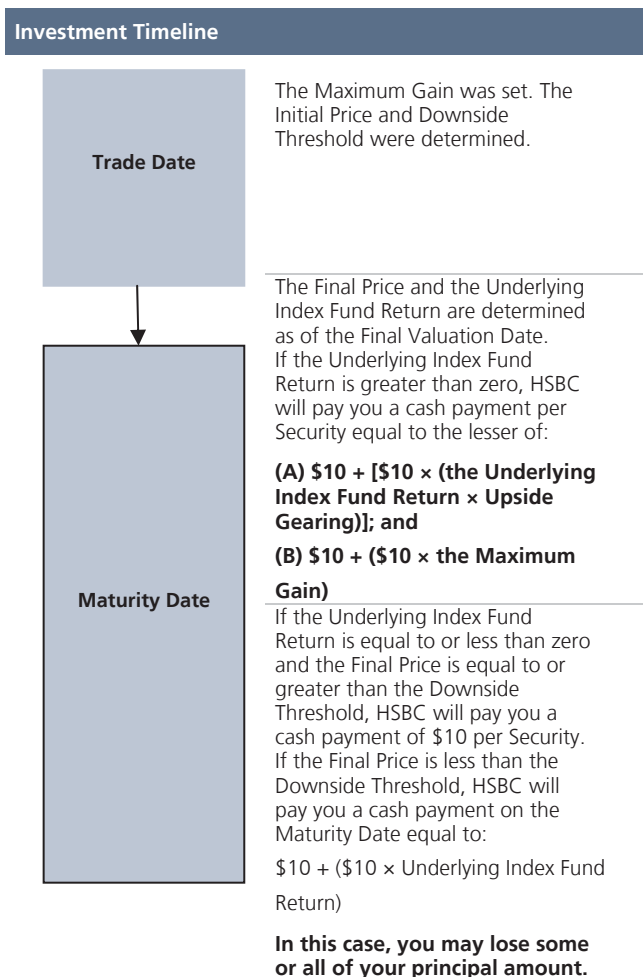 Investment Timeline
Trade Date
The Maximum Gain was set. The
Initial Price and Downside
Threshold were determined.
Maturity Date
The Final Price and the Underlying
Index Fund Return are determined
as of the Final Valuation Date.
If the Underlying Index Fund
Return is greater than zero, HSBC
will pay you a cash payment per
Security equal to the lesser of:
(A) $10 + [$10 × (the Underlying
Index Fund Return × Upside
Gearing)]; and
(B) $10 + ($10 × the Maximum
Gain)
If the Underlying Index Fund
Return is equal to or less than zero
and the Final Price is equal to or
greater than the Downside
Threshold, HSBC will pay you a
cash payment of $10 per Security.
If the Final Price is less than the
Downside Threshold, HSBC will
pay you a cash payment on the
Maturity Date equal to:
$10 + ($10 × Underlying Index Fund
Return)
In this case, you may lose some
or all of your principal amount.